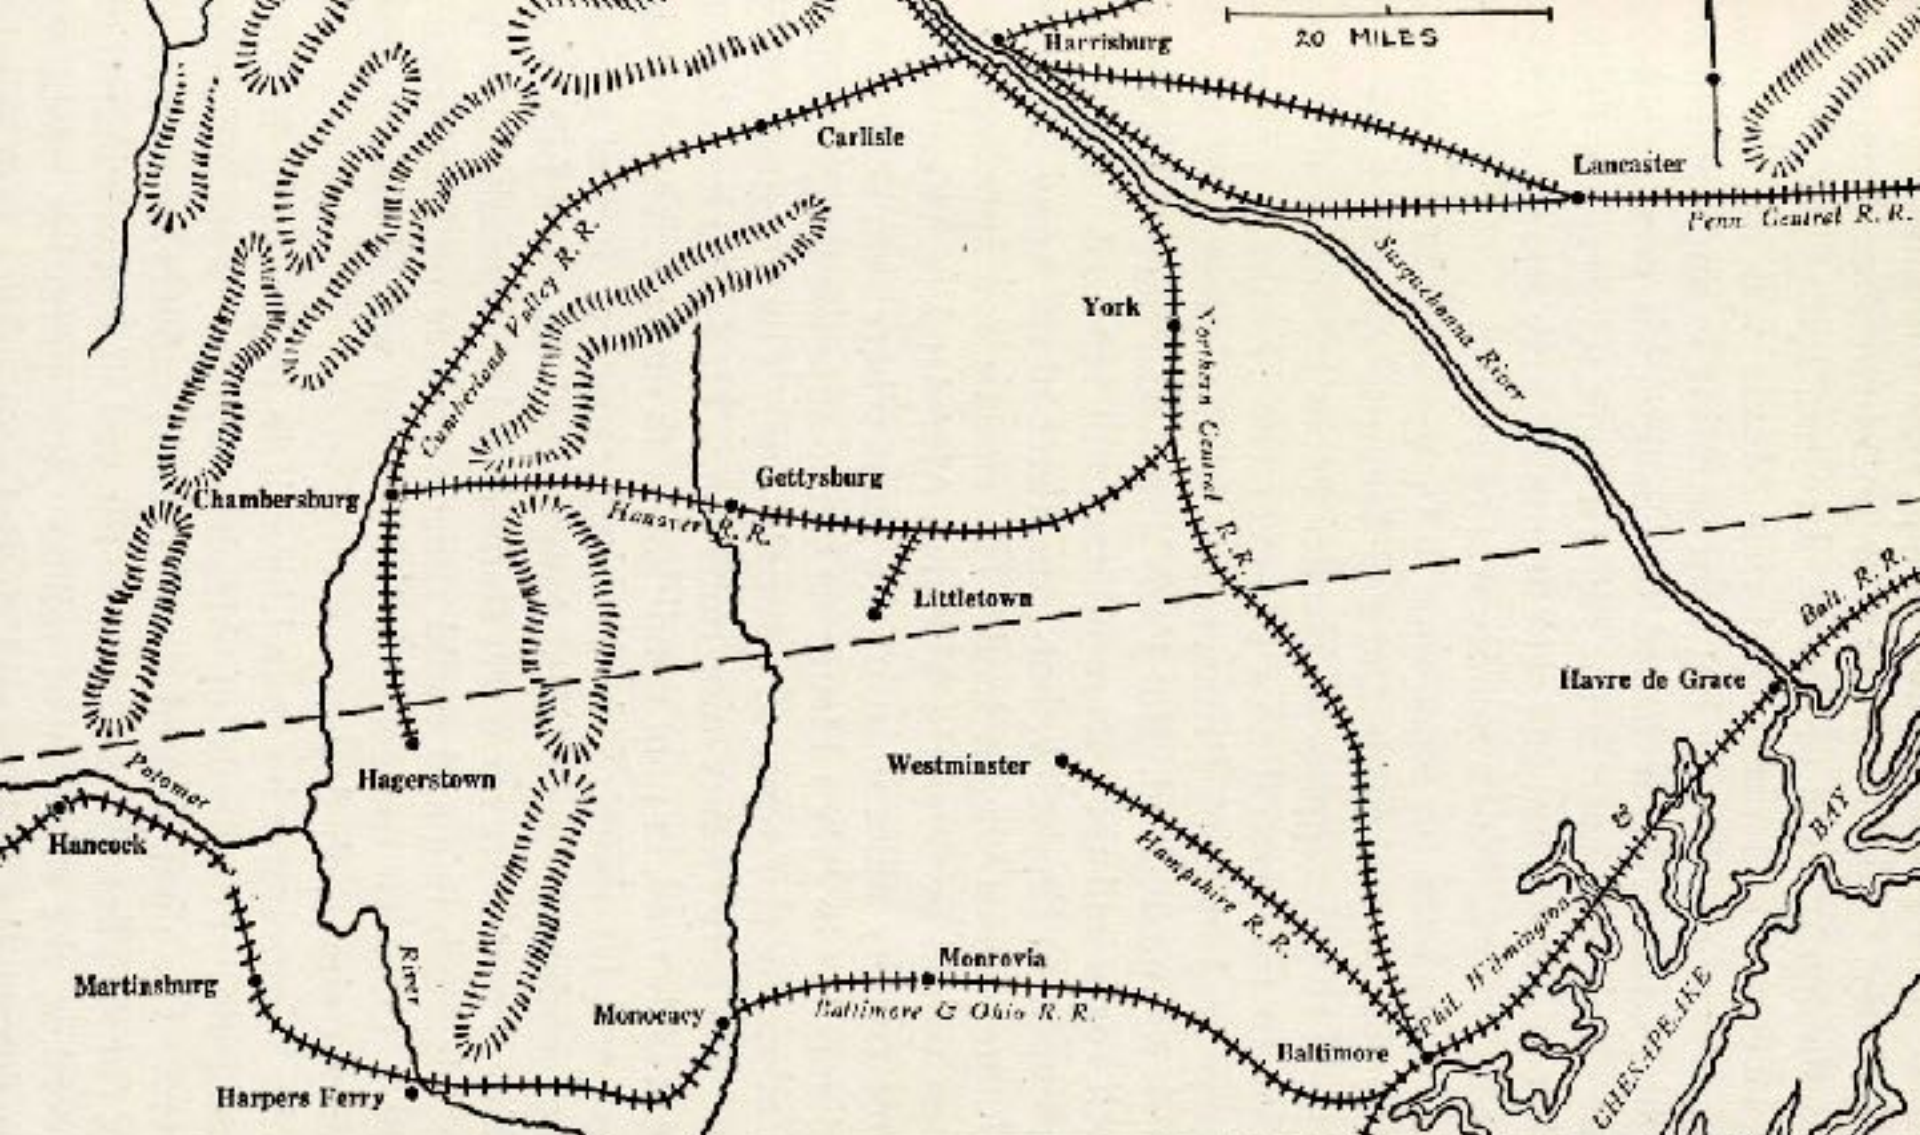 Harrisburg
20 MILES
Carlisle
Lancaster
Penn. Central R. R.
Cumberland Valley R. R.
York
Northern Central R. R.
Susquehanna River
Chambersburg
Gettysburg
Hanover R. R.
Littletown
Balt. R. R.
Havre de Grace
Hagerstown
Westminster
Potomac
Hancock
&
BAY
Hampshire R. R.
Phil. Wilmington
Martinsburg
River
Monrovia
Monocacy
Baltimore & Ohio R. R.
Baltimore
CHESAPEAKE
Harpers Ferry